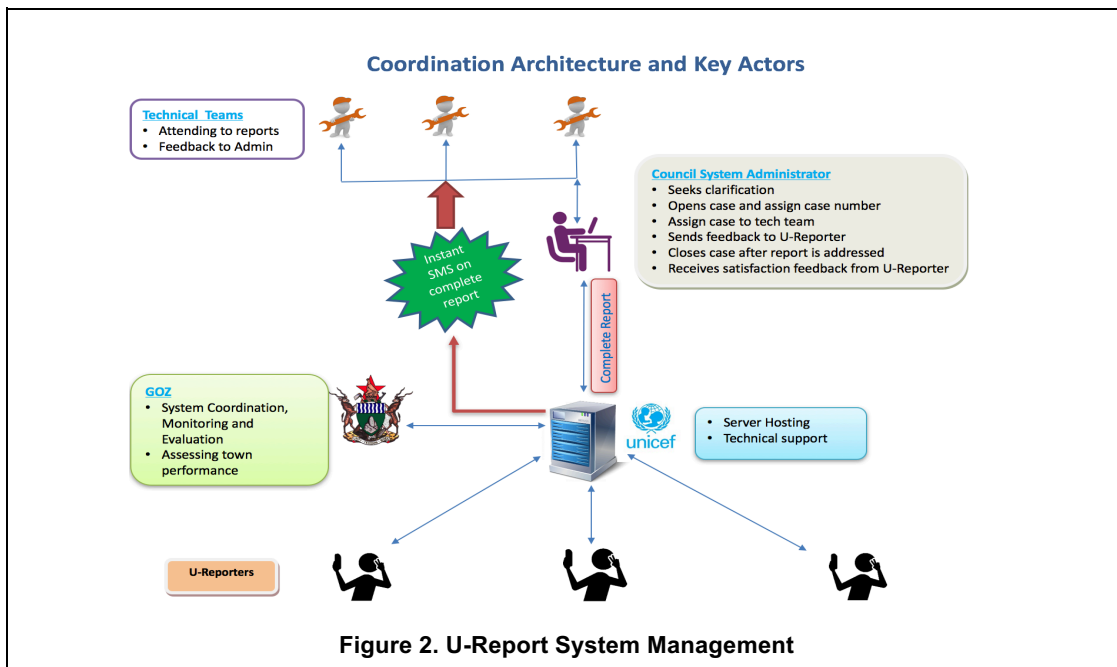 Coordination Architecture and Key Actors
Technical Teams
• Attending to reports
• Feedback to Admin
Council System Administrator
• Seeks clarification
• Opens case and assign case number
• Assign case to tech team
• Sends feedback to U-Reporter
• Closes case after report is addressed
• Receives satisfaction feedback from U-Reporter
Instant
SMS on
complete
report
Complete Report
GOZ
• System Coordination,
Monitoring and
Evaluation
• Assessing town
performance
unicef
• Server Hosting
• Technical support
U-Reporters
Figure 2. U-Report System Management